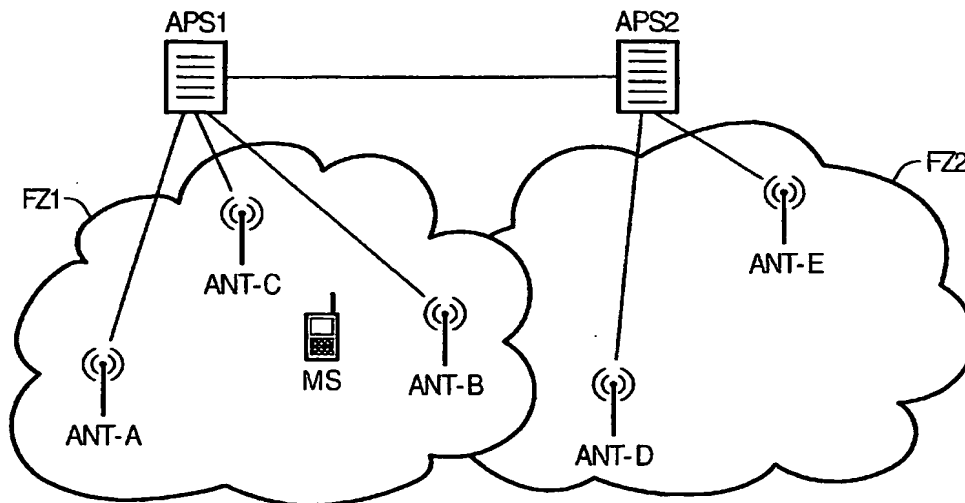 APS1
APS2
FZ1
FZ2
ANT-C
ANT-E
MS
ANT-B
ANT-A
ANT-D